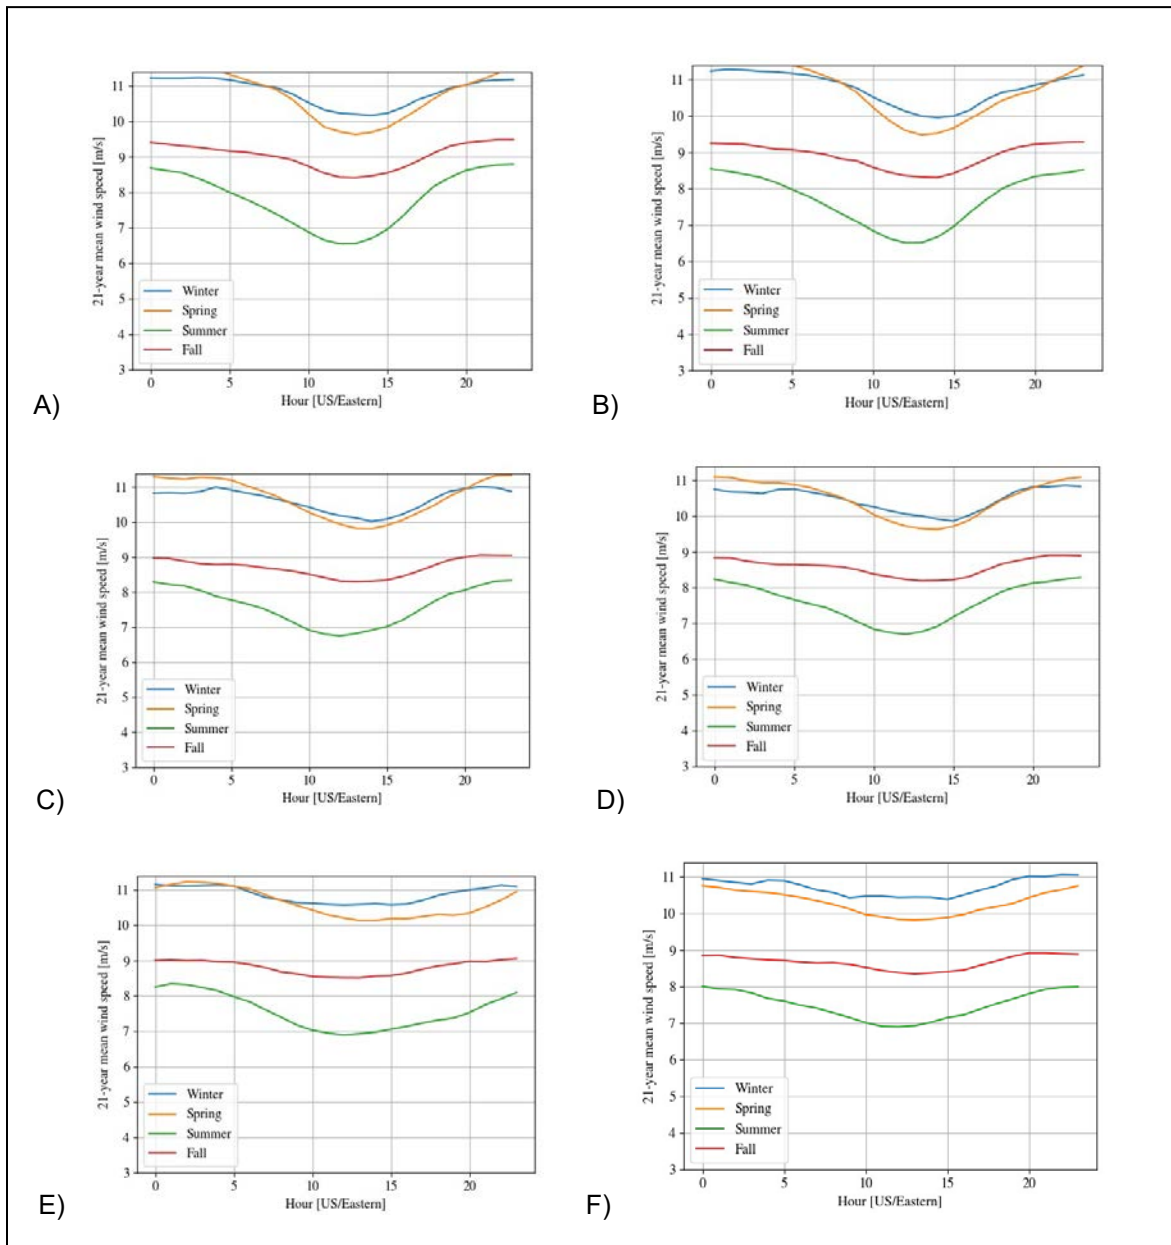 11
10
9
8
7
6
5
4
3
21-year mean wind speed [m/s]
Winter
Spring
Summer
Fall
0 5 10 15 20
Hour [US/Eastern]
A)
11
10
9
8
7
6
5
4
3
21-year mean wind speed [m/s]
Winter
Spring
Summer
Fall
0 5 10 15 20
Hour [US/Eastern]
B)
11
10
9
8
7
6
5
4
3
21-year mean wind speed [m/s]
Winter
Spring
Summer
Fall
0 5 10 15 20
Hour [US/Eastern]
C)
11
10
9
8
7
6
5
4
3
21-year mean wind speed [m/s]
Winter
Spring
Summer
Fall
0 5 10 15 20
Hour [US/Eastern]
D)
11
10
9
8
7
6
5
4
3
21-year mean wind speed [m/s]
Winter
Spring
Summer
Fall
0 5 10 15 20
Hour [US/Eastern]
E)
11
10
9
8
7
6
5
4
3
21-year mean wind speed [m/s]
Winter
Spring
Summer
Fall
0 5 10 15 20
Hour [US/Eastern]
F)